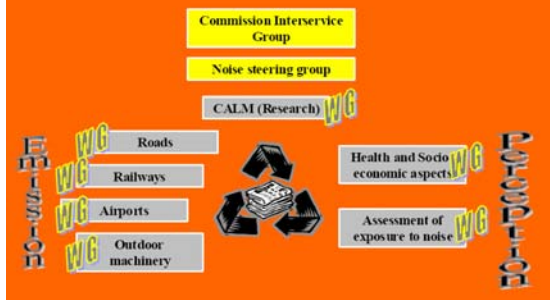 Commission Interservice
Group
Noise steering group
CALM (Research)
WG
Emission
WG
Roads
WG
Railways
WG
Airports
WG
Outdoor
machinery
Health and Socio
economic aspects
WG
Assessment of
exposure to noise
WG
Perception